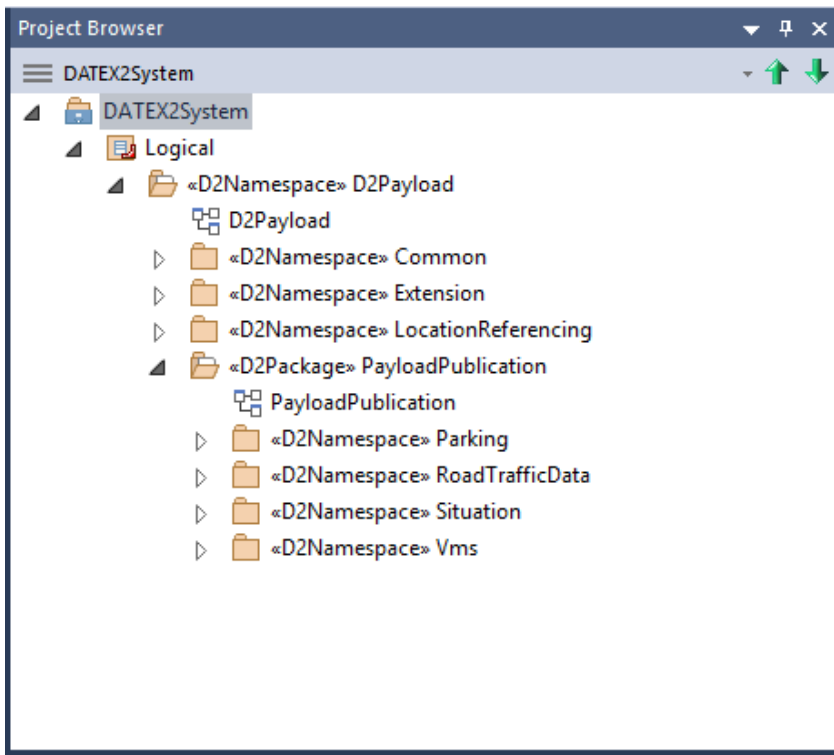 Project Browser
DATEX2System
DATEX2System
Logical
«D2Namespace» D2Payload
D2Payload
«D2Namespace» Common
«D2Namespace» Extension
«D2Namespace» LocationReferencing
«D2Package» PayloadPublication
PayloadPublication
«D2Namespace» Parking
«D2Namespace» RoadTrafficData
«D2Namespace» Situation
«D2Namespace» Vms